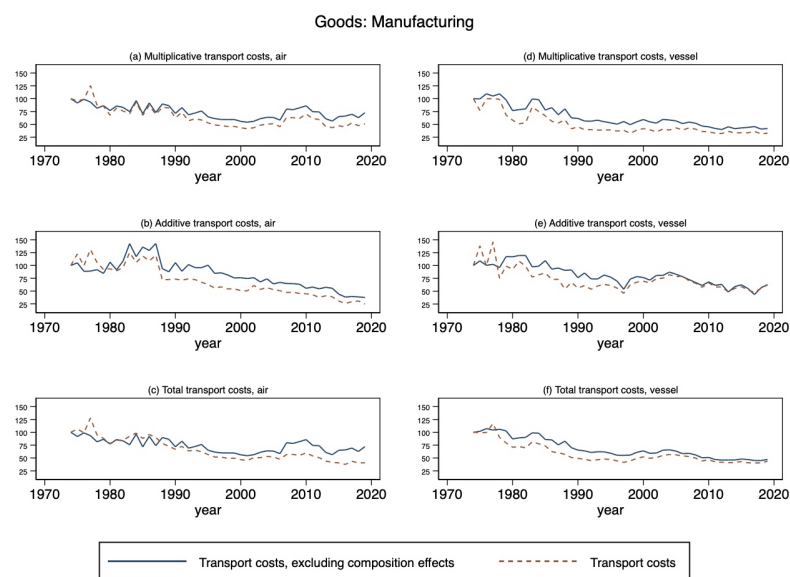 Goods: Manufacturing
(a) Multiplicative transport costs, air
150
125
100
75
50
25
1970 1980 1990 2000 2010 2020
year
(d) Multiplicative transport costs, vessel
150
125
100
75
50
25
1970 1980 1990 2000 2010 2020
year
(b) Additive transport costs, air
150
125
100
75
50
25
1970 1980 1990 2000 2010 2020
year
(e) Additive transport costs, vessel
150
125
100
75
50
25
1970 1980 1990 2000 2010 2020
year
(c) Total transport costs, air
150
125
100
75
50
25
1970 1980 1990 2000 2010 2020
year
(f) Total transport costs, vessel
150
125
100
75
50
25
1970 1980 1990 2000 2010 2020
year
Transport costs, excluding composition effects Transport costs